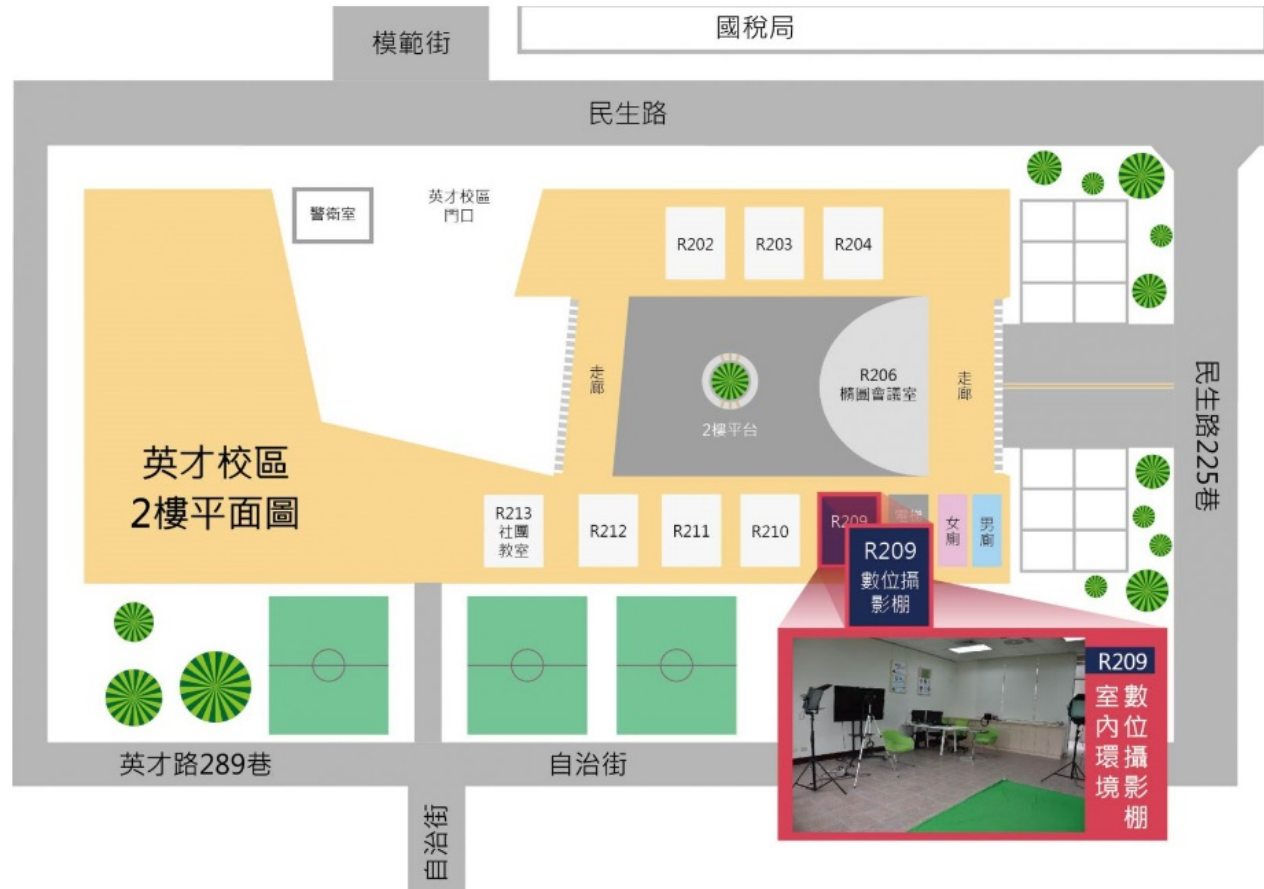 國稅局
模範街
民生路
警衛室
英才校區
門口
R202
R203
R204
走廊
R206
橢圓會議室
走廊
2樓平台
民生路225巷
英才校區
2樓平面圖
R213
社團
教室
R212
R211
R210
R209
女廁
男廁
R209
數位攝
影棚
R209
數位攝影棚
室內環境
英才路289巷
自治街
自治街